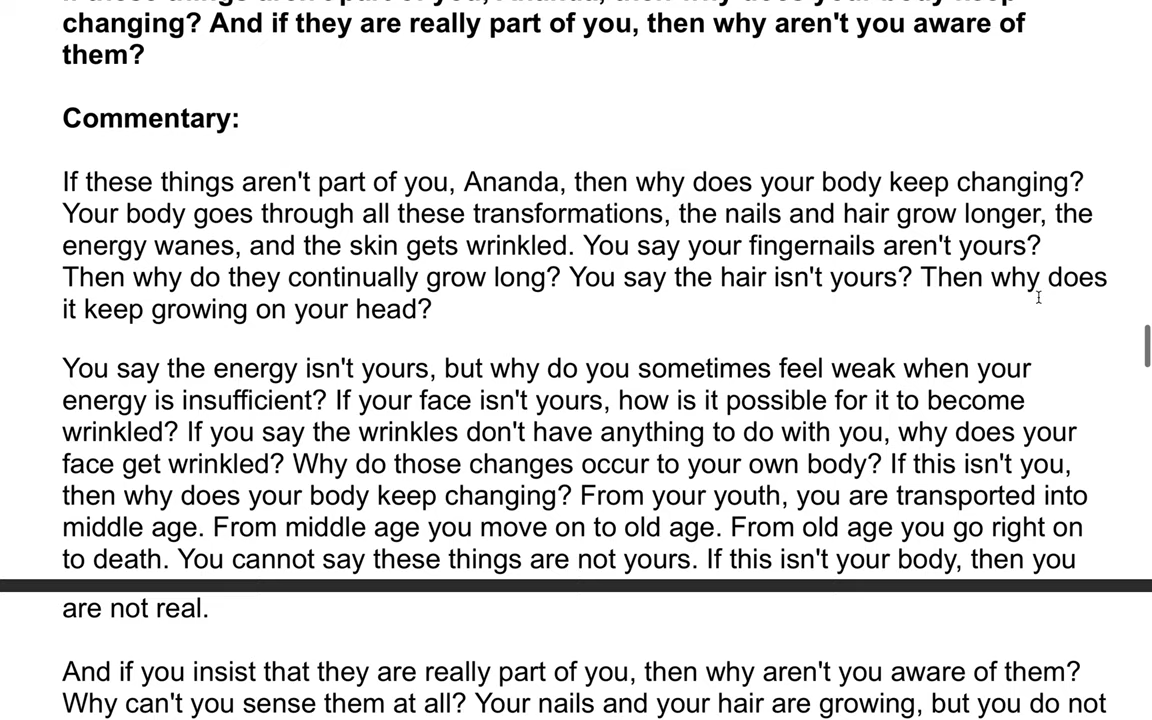 changing? And if they are really part of you, then why aren't you aware of
them?
Commentary:
If these things aren't part of you, Ananda, then why does your body keep changing?
Your body goes through all these transformations, the nails and hair grow longer, the
energy wanes, and the skin gets wrinkled. You say your fingernails aren't yours?
Then why do they continually grow long? You say the hair isn't yours? Then why does
it keep growing on your head?
You say the energy isn't yours, but why do you sometimes feel weak when your
energy is insufficient? If your face isn't yours, how is it possible for it to become
wrinkled? If you say the wrinkles don't have anything to do with you, why does your
face get wrinkled? Why do those changes occur to your own body? If this isn't you,
then why does your body keep changing? From your youth, you are transported into
middle age. From middle age you move on to old age. From old age you go right on
to death. You cannot say these things are not yours. If this isn't your body, then you
are not real.
And if you insist that they are really part of you, then why aren't you aware of them?
Why can't you sense them at all? Your nails and your hair are growing, but you do not